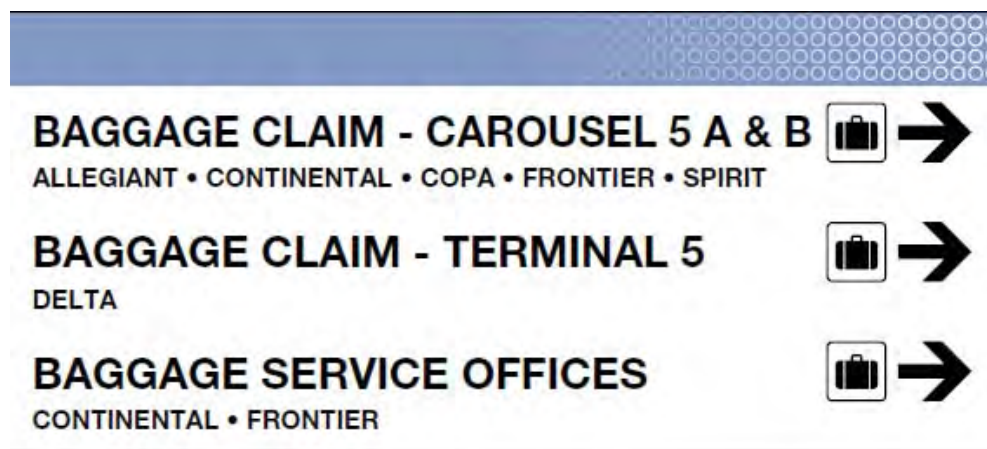 BAGGAGE CLAIM - CAROUSEL 5 A & B
ALLEGIANT • CONTINENTAL • COPA • FRONTIER • SPIRIT
BAGGAGE CLAIM - TERMINAL 5
DELTA
BAGGAGE SERVICE OFFICES
CONTINENTAL • FRONTIER